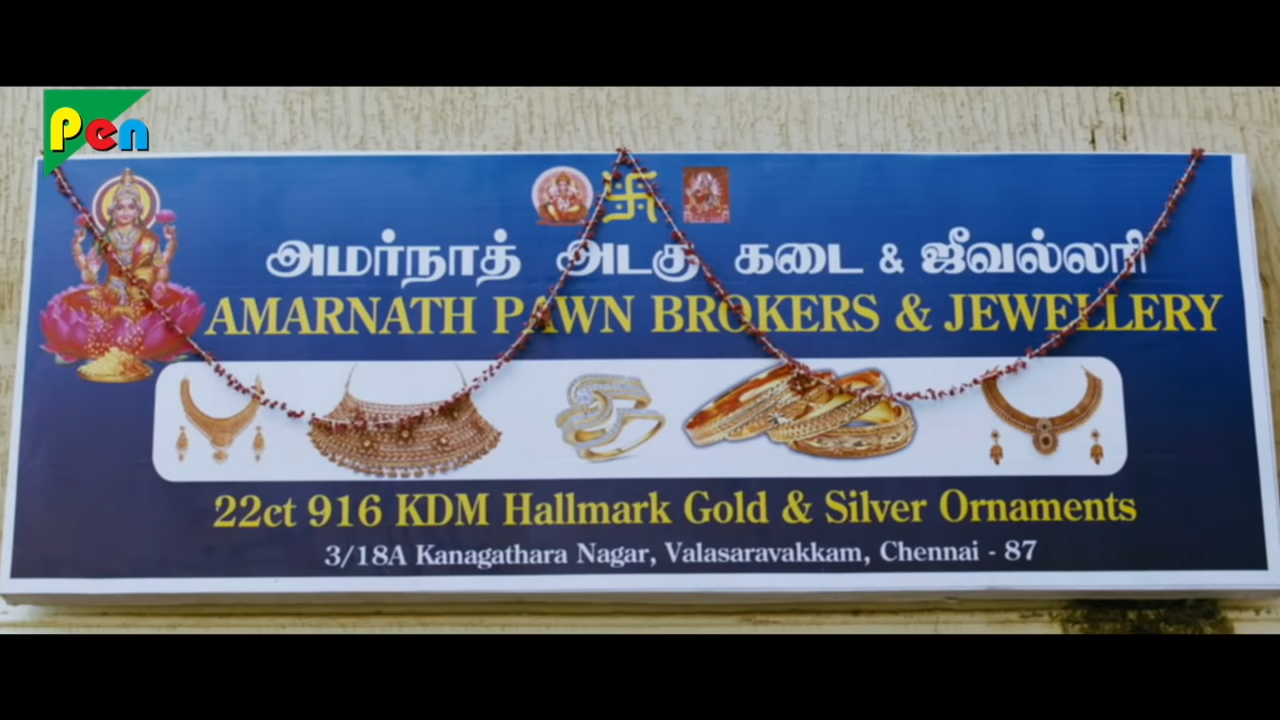 Pen
அமர்நாத் அடகு கடை & ஜீவல்லரி
AMARNATH PAWN BROKERS & JEWELLERY
22ct 916 KDM Hallmark Gold & Silver Ornaments
3/18A Kanagathara Nagar, Valasaravakkam, Chennai - 87